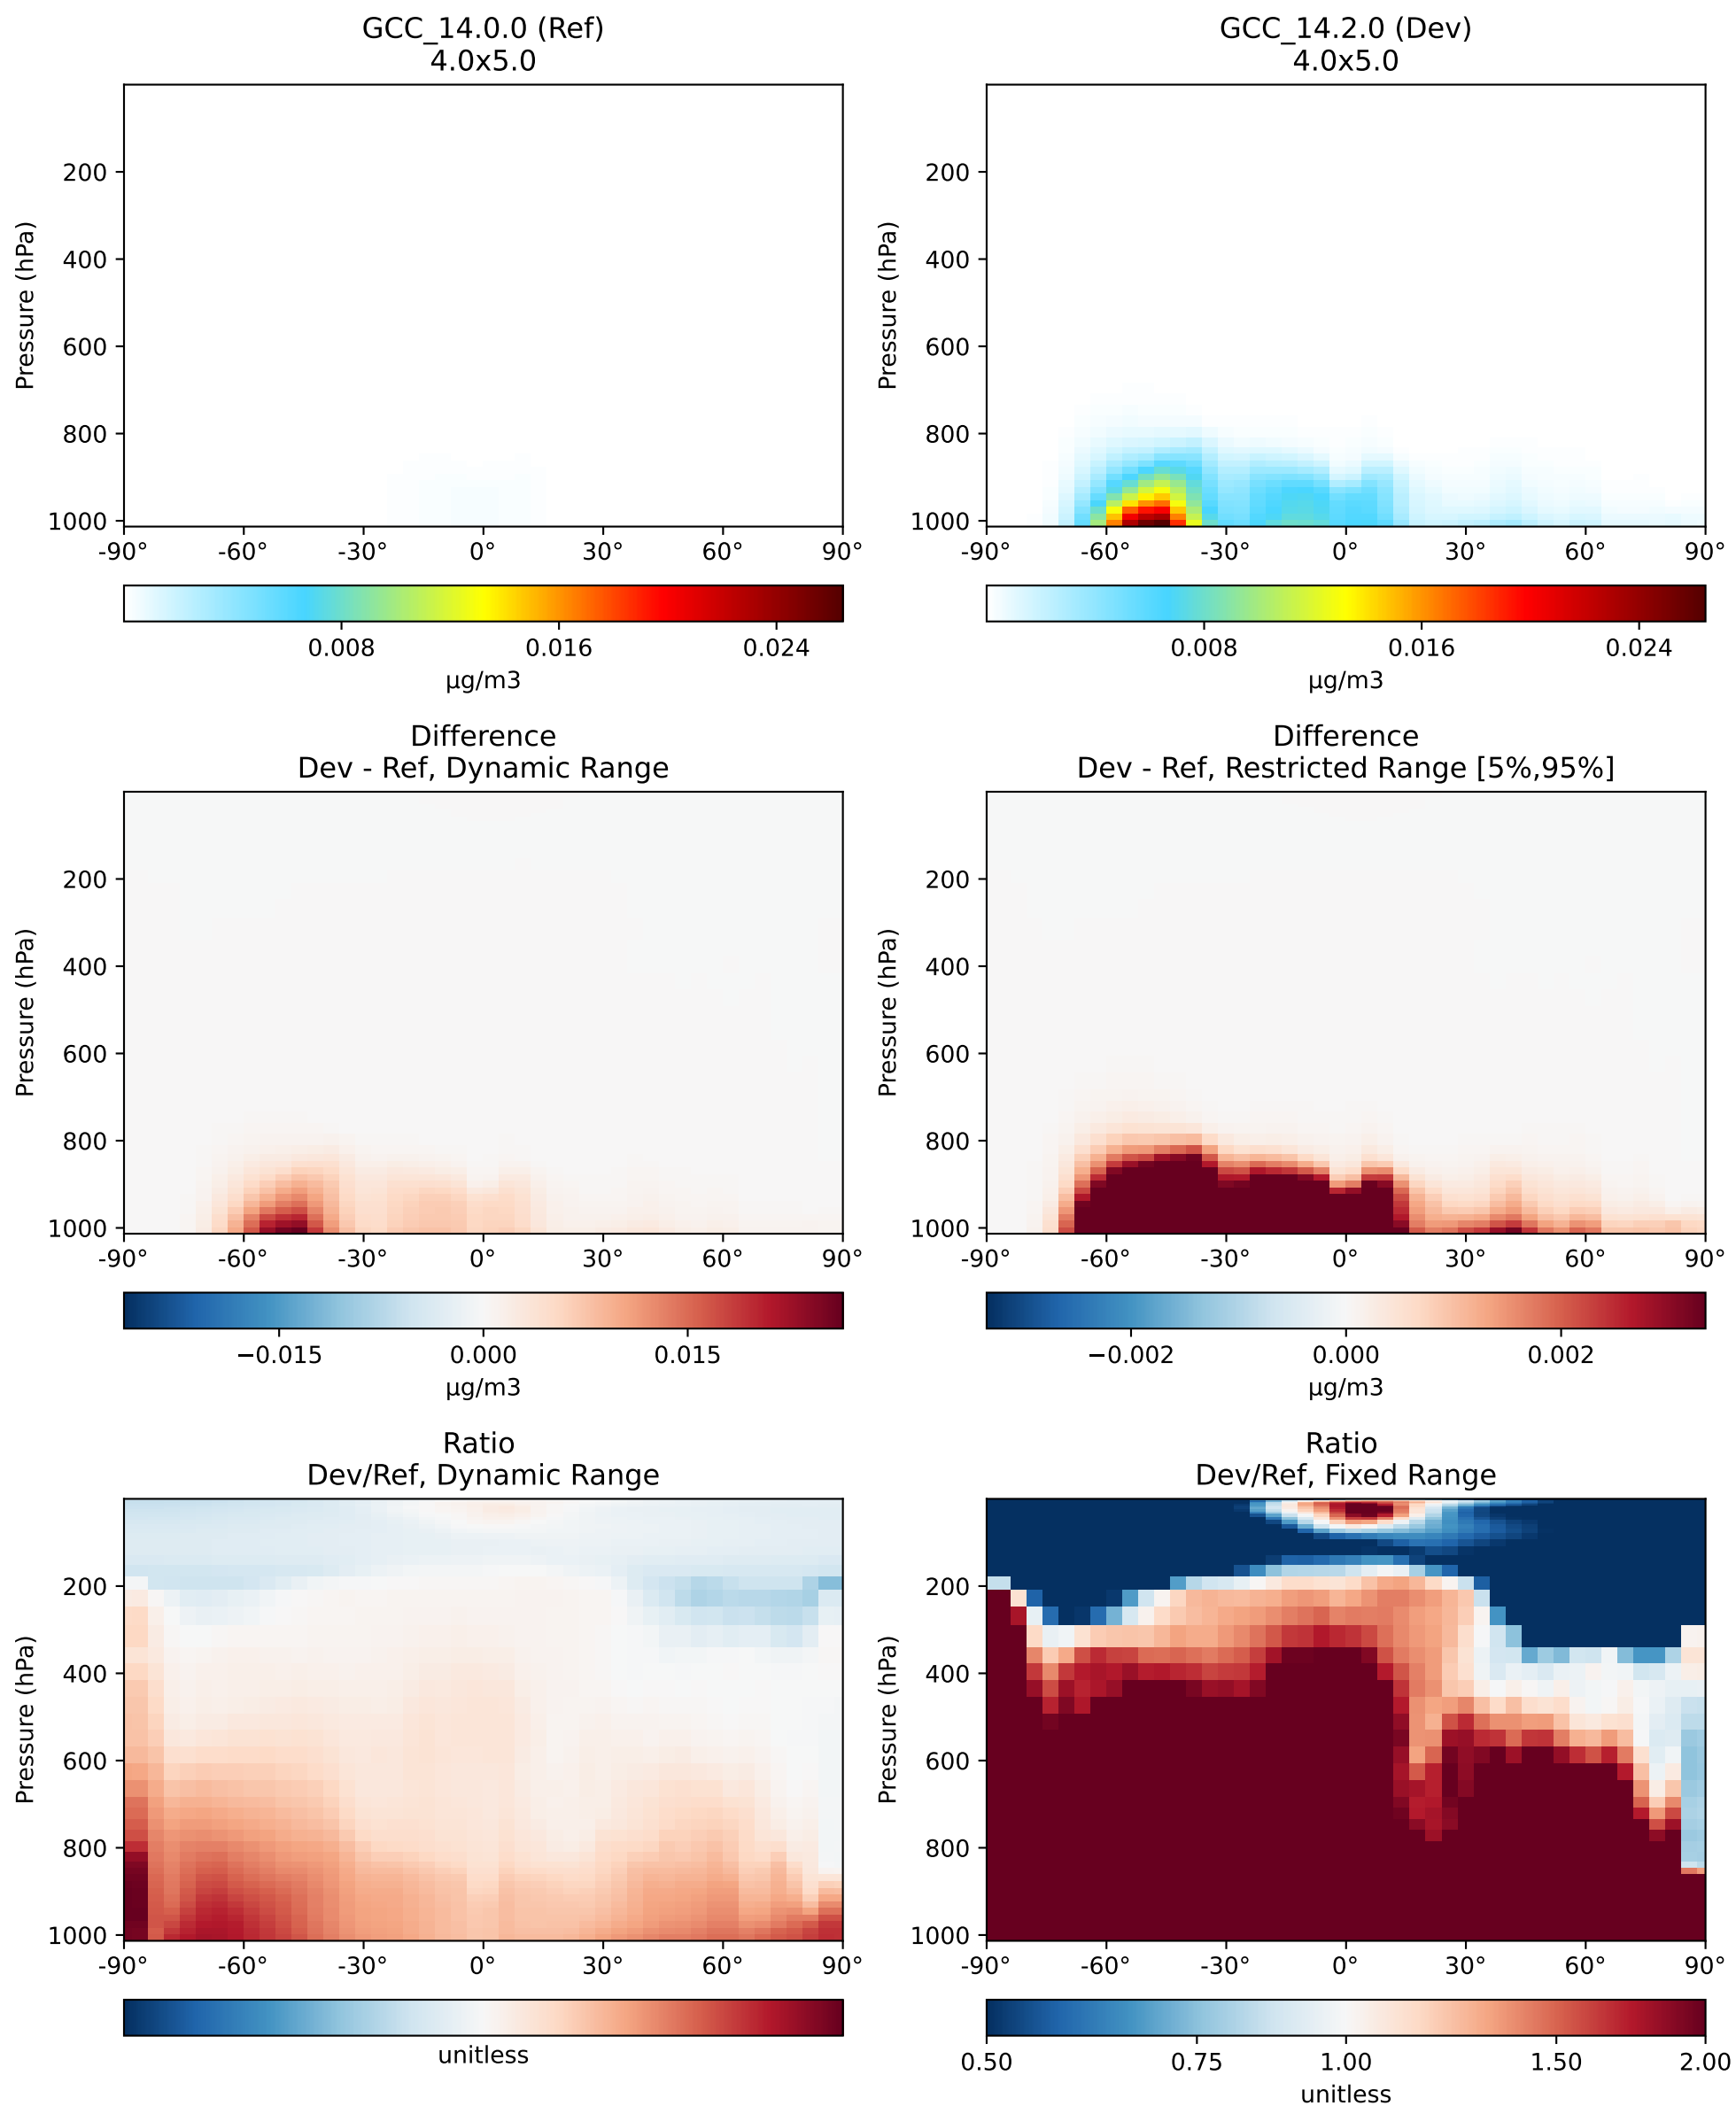 GCC_14.0.0 (Ref)
4.0x5.0
Pressure (hPa)
200
400
600
800
1000
-90° -60° -30° 0° 30° 60° 90°
0.008 0.016 0.024
μg/m3
GCC_14.2.0 (Dev)
4.0x5.0
Pressure (hPa)
200
400
600
800
1000
-90° -60° -30° 0° 30° 60° 90°
0.008 0.016 0.024
μg/m3
Difference
Dev - Ref, Dynamic Range
Pressure (hPa)
200
400
600
800
1000
-90° -60° -30° 0° 30° 60° 90°
−0.015 0.000 0.015
μg/m3
Difference
Dev - Ref, Restricted Range [5%,95%]
Pressure (hPa)
200
400
600
800
1000
-90° -60° -30° 0° 30° 60° 90°
−0.002 0.000 0.002
μg/m3
Ratio
Dev/Ref, Dynamic Range
Pressure (hPa)
200
400
600
800
1000
-90° -60° -30° 0° 30° 60° 90°
unitless
Ratio
Dev/Ref, Fixed Range
Pressure (hPa)
200
400
600
800
1000
-90° -60° -30° 0° 30° 60° 90°
0.50 0.75 1.00 1.50 2.00
unitless